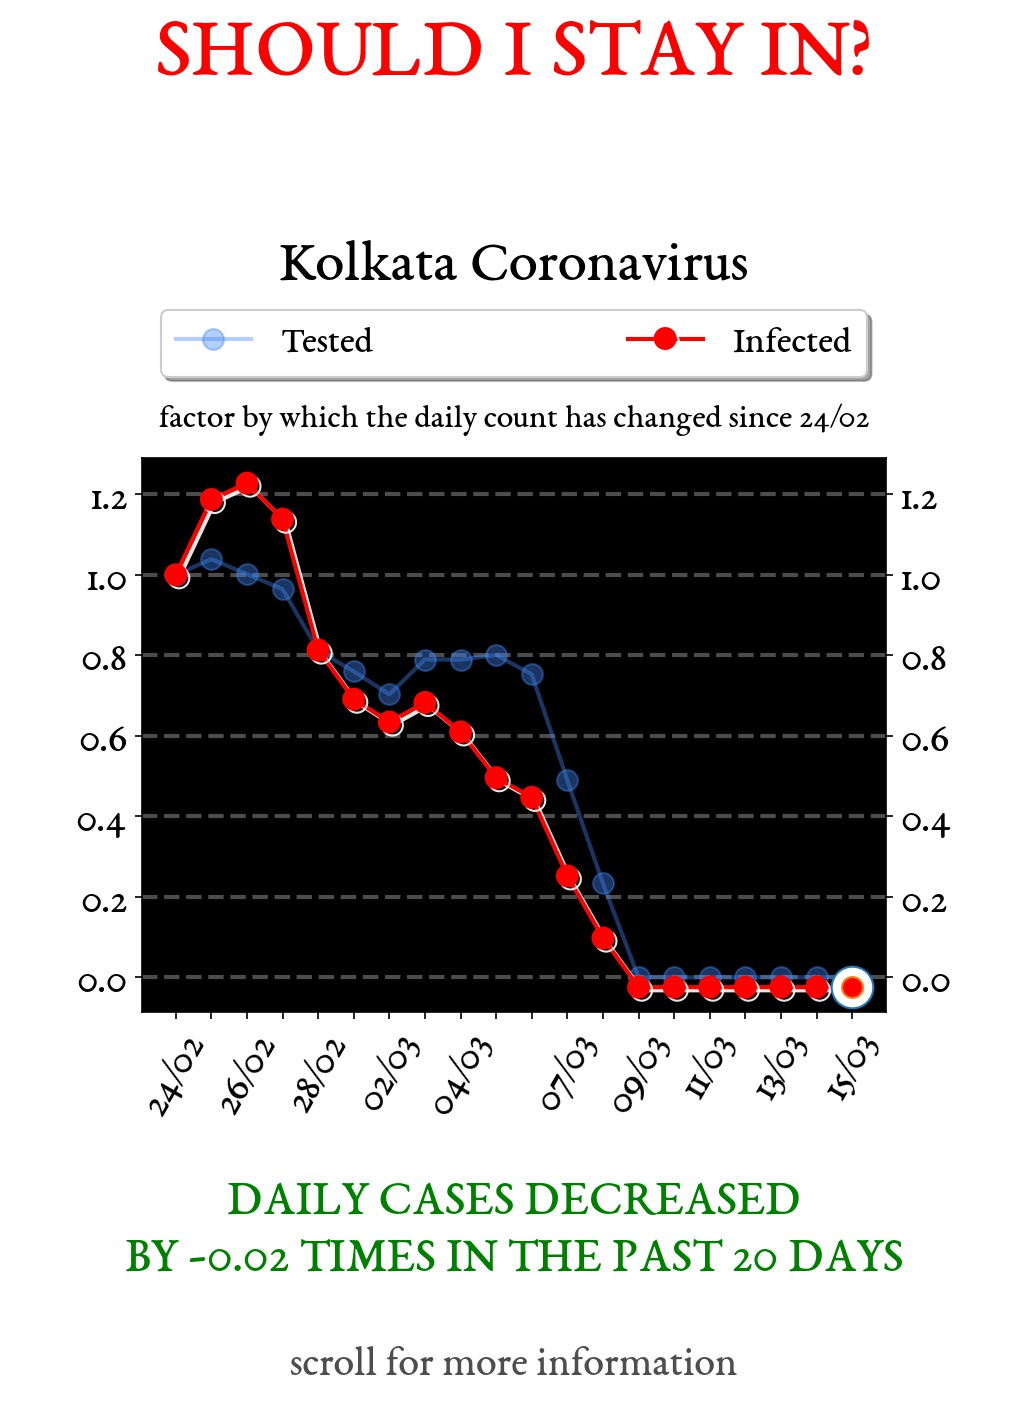 SHOULD I STAY IN?
Kolkata Coronavirus
Tested Infected
factor by which the daily count has changed since 24/02
1.2 1.2
1.0 1.0
0.8 0.8
0.6 0.6
0.4 0.4
0.2 0.2
0.0 0.0
24/02 26/02 28/02 02/03 04/03 07/03 09/03 11/03 13/03 15/03
DAILY CASES DECREASED
BY -0.02 TIMES IN THE PAST 20 DAYS
scroll for more information